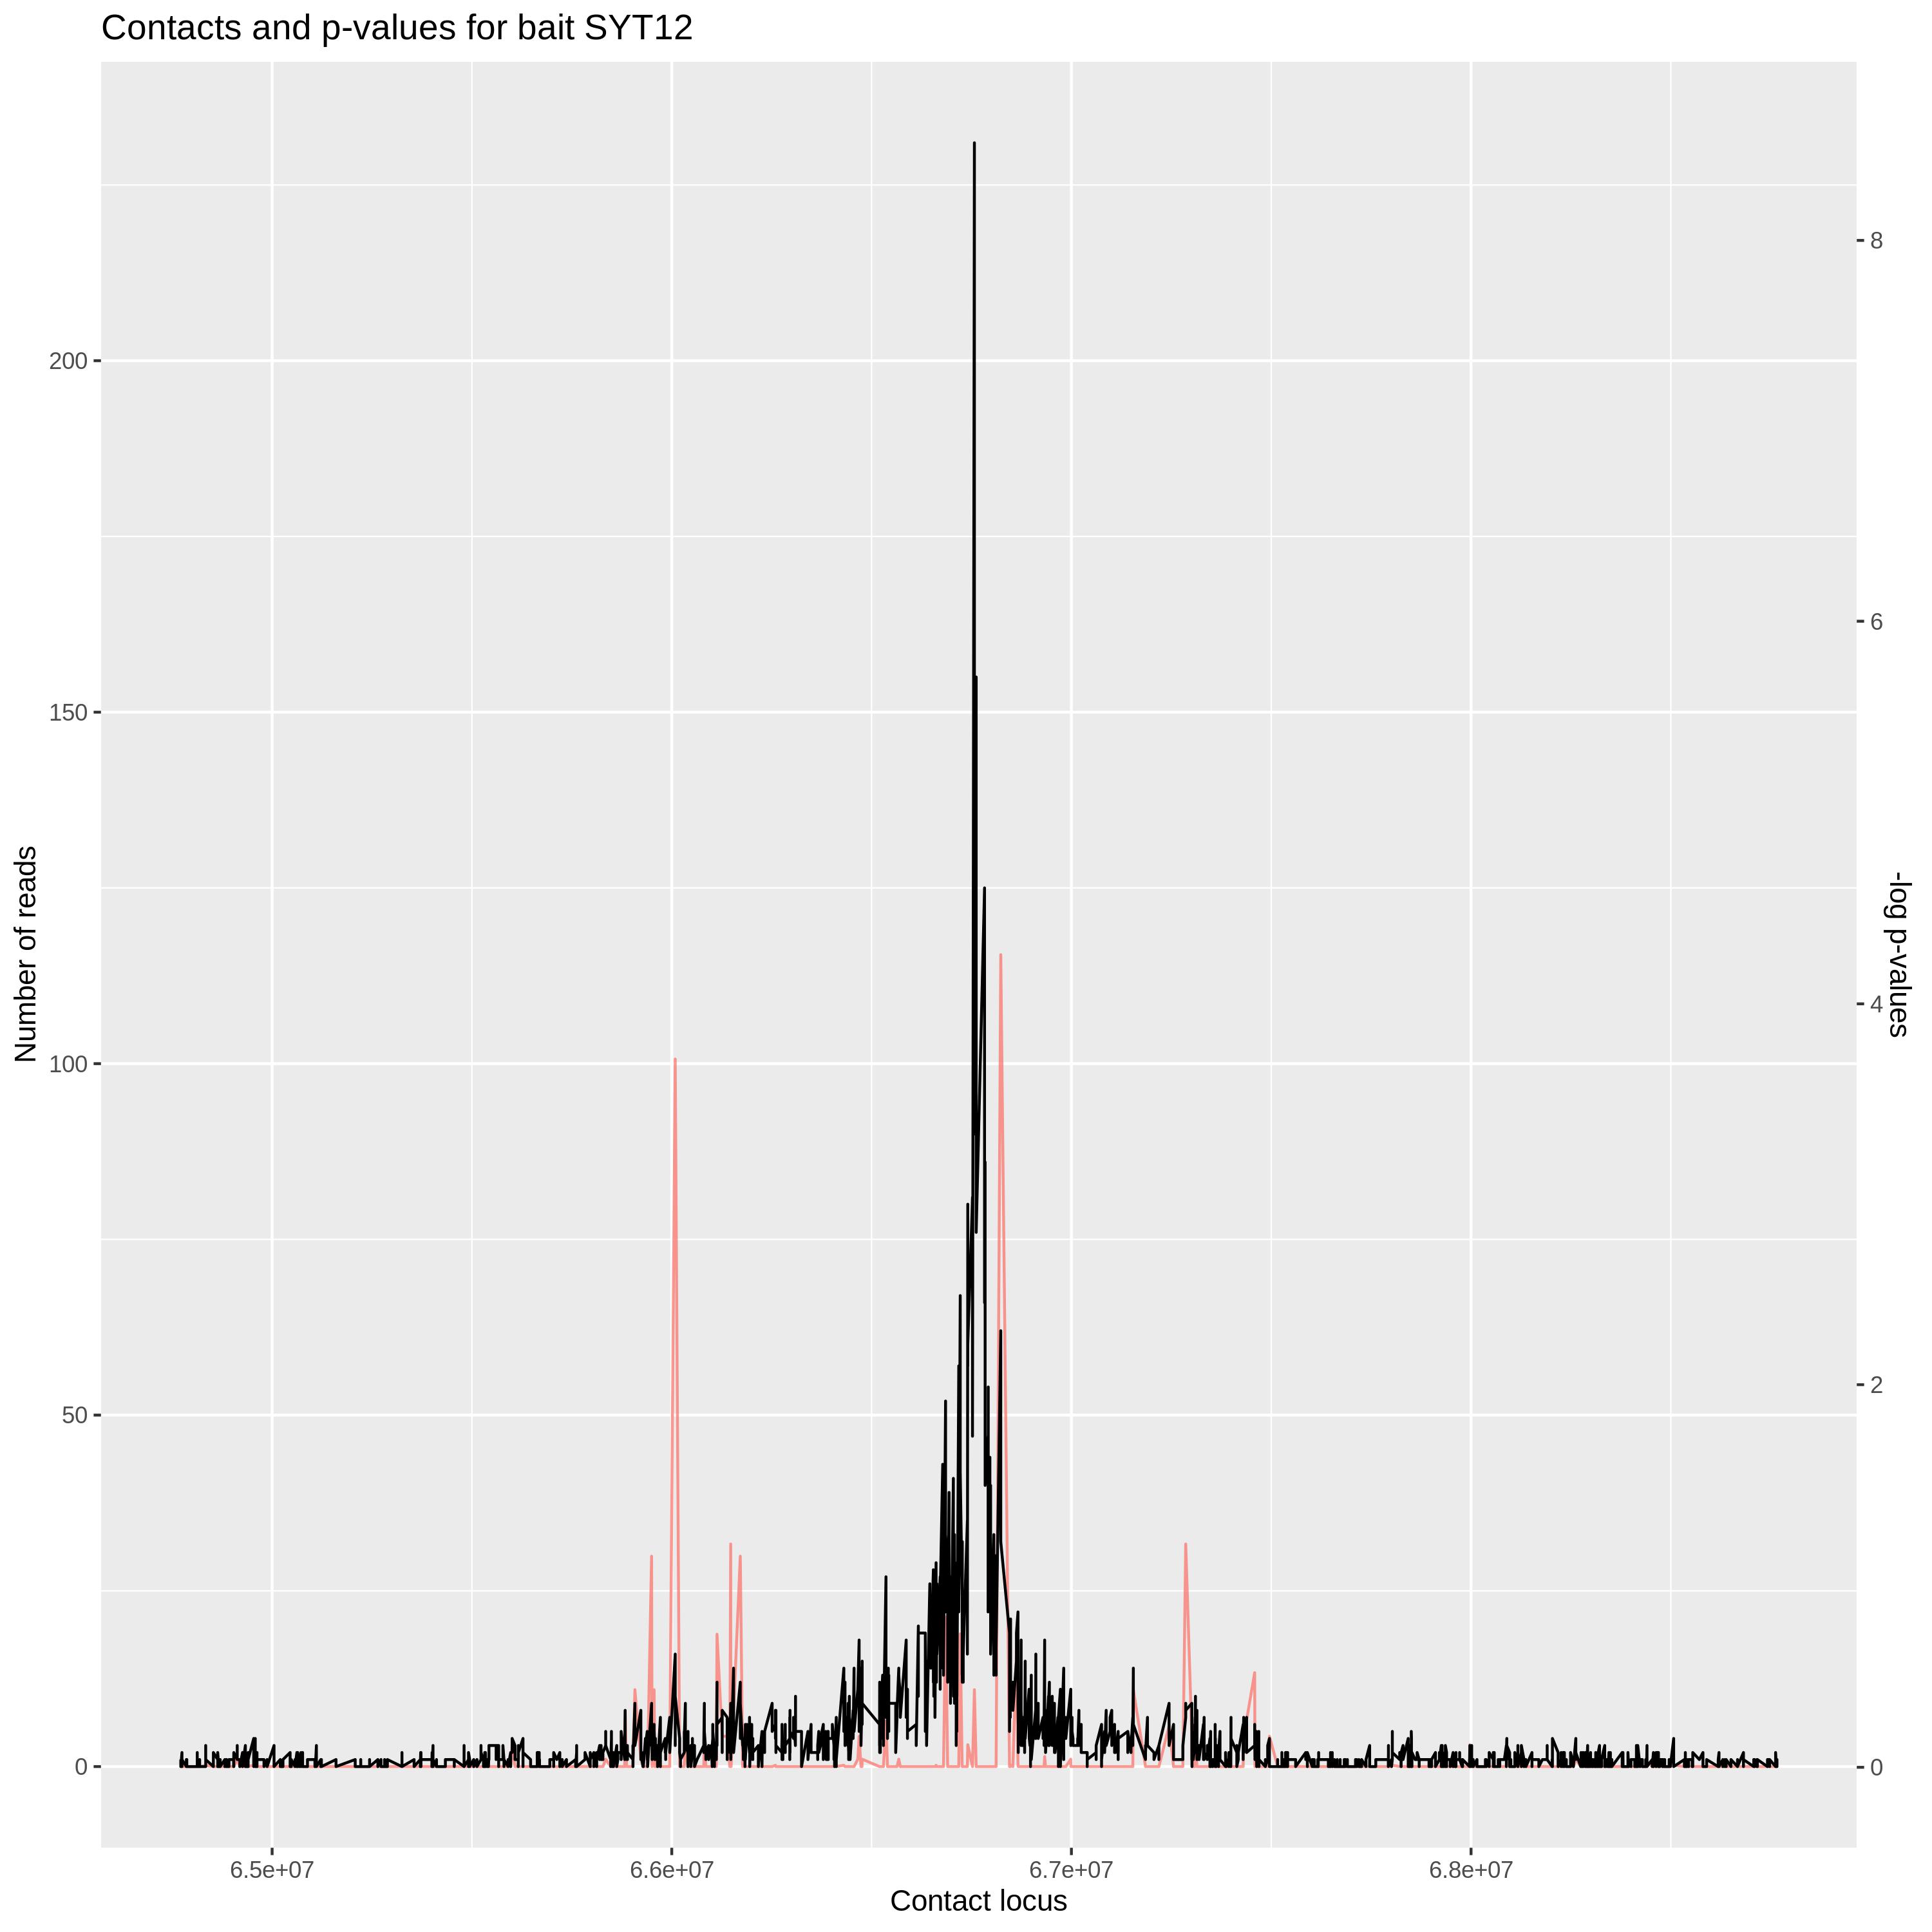 Contacts and p-values for bait SYT12
Number of reads
200
150
100
50
0
8
6
4
2
0
-log p-values
6.5e+07
6.6e+07
6.7e+07
6.8e+07
Contact locus